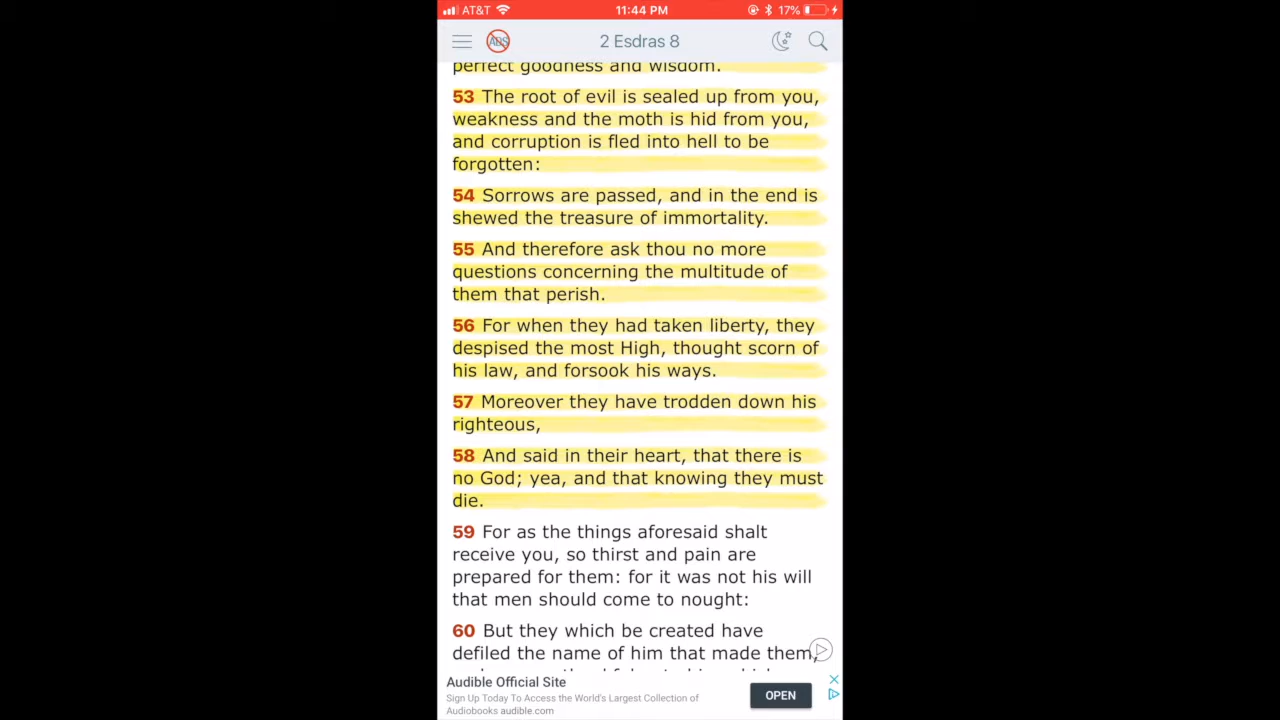 AT&T 11:44 PM 17%
ADS 2 Esdras 8
perfect goodness and wisdom.
53 The root of evil is sealed up from you,
weakness and the moth is hid from you,
and corruption is fled into hell to be
forgotten:
54 Sorrows are passed, and in the end is
shewed the treasure of immortality.
55 And therefore ask thou no more
questions concerning the multitude of
them that perish.
56 For when they had taken liberty, they
despised the most High, thought scorn of
his law, and forsook his ways.
57 Moreover they have trodden down his
righteous,
58 And said in their heart, that there is
no God; yea, and that knowing they must
die.
59 For as the things aforesaid shalt
receive you, so thirst and pain are
prepared for them: for it was not his will
that men should come to nought:
60 But they which be created have
defiled the name of him that made them,
Audible Official Site
Sign Up Today To Access the World's Largest Collection of
Audiobooks audible.com
OPEN